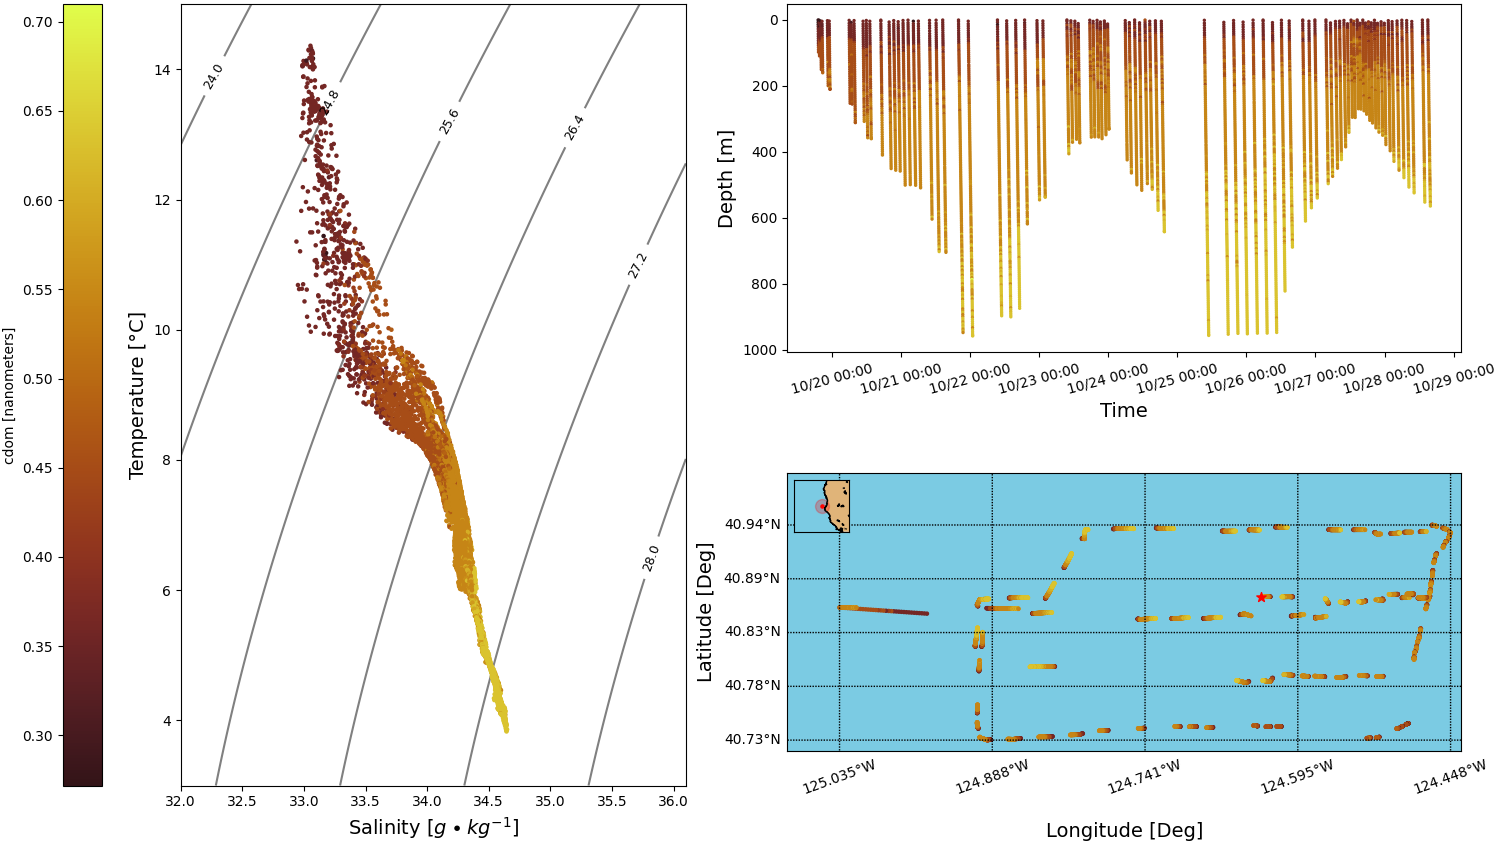 0.70
0.65
0.60
0.55
0.50
0.45
0.40
0.35
0.30
cdom [nanometers]
14
12
10
8
6
4
Temperature [°C]
24.0
24.8
25.6
26.4
27.2
28.0
32.0 32.5 33.0 33.5 34.0 34.5 35.0 35.5 36.0
Salinity [g • kg⁻¹]
0
200
400
600
800
1000
Depth [m]
10/20 00:00 10/21 00:00 10/22 00:00 10/23 00:00 10/24 00:00 10/25 00:00 10/26 00:00 10/27 00:00 10/28 00:00 10/29 00:00
Time
40.94°N
40.89°N
40.83°N
40.78°N
40.73°N
Latitude [Deg]
125.035°W 124.888°W 124.741°W 124.595°W 124.448°W
Longitude [Deg]